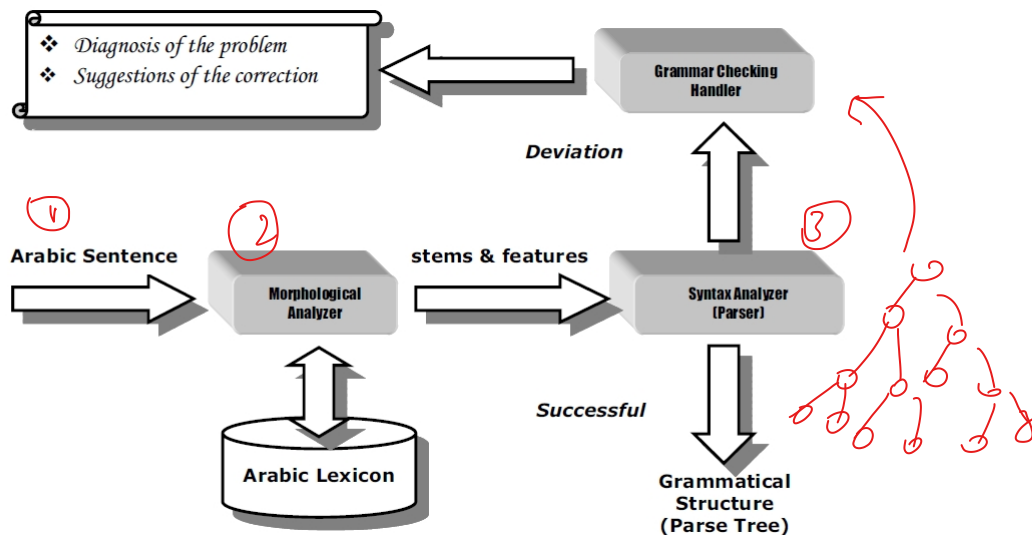 ❖ Diagnosis of the problem
❖ Suggestions of the correction
Grammar Checking
Handler
Deviation
1
2
3
Arabic Sentence
Morphological
Analyzer
stems & features
Syntax Analyzer
(Parser)
Successful
Arabic Lexicon
Grammatical
Structure
(Parse Tree)